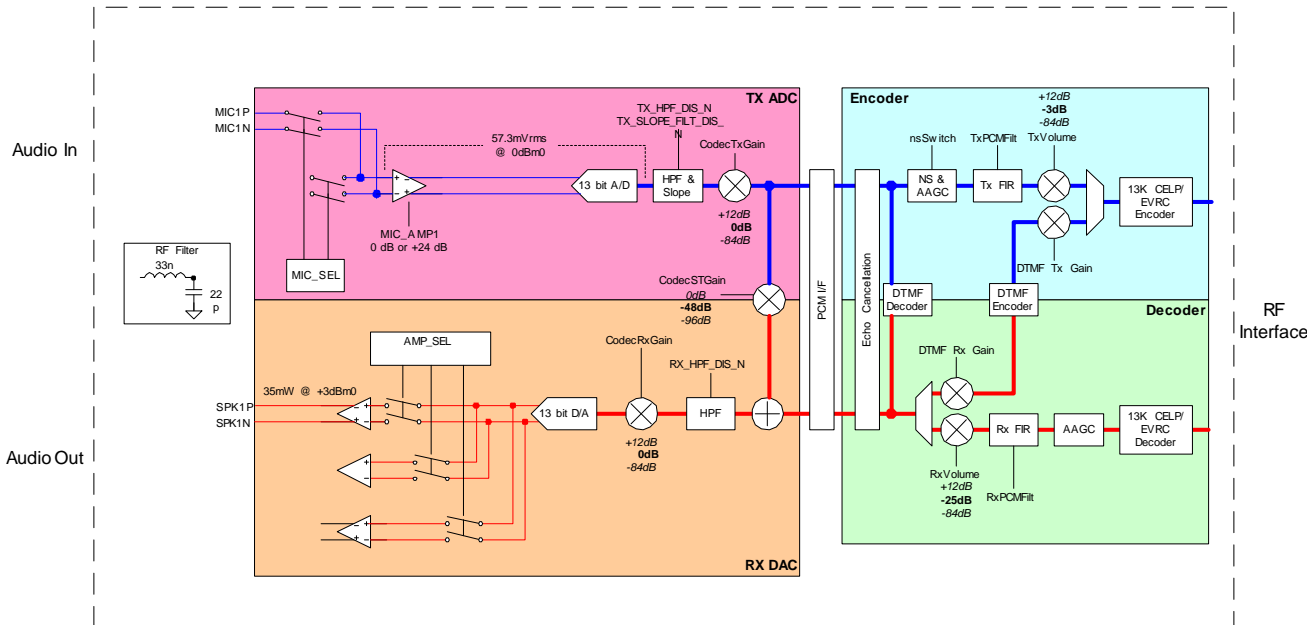 TX ADC
Encoder
MIC1P
MIC1N
Audio In
57.3mVrms
@ 0dBm0
TX_HPF_DIS_N
TX_SLOPE_FILT_DIS_
N
CodecTxGain
13 bit A/D
HPF &
Slope
+12dB
0dB
-84dB
MIC_AMP1
0 dB or +24 dB
MIC_SEL
RF Filter
33n
22
p
CodecSTGain
0dB
-48dB
-96dB
PCM I/F
Echo Cancellation
nsSwitch
TxPCMFilt
+12dB
-3dB
-84dB
TxVolume
NS &
AAGC
Tx FIR
13K CELP/
EVRC
Encoder
DTMF Tx Gain
DTMF
Decoder
DTMF
Encoder
Decoder
RF
Interface
AMP_SEL
35mW @ +3dBm0
SPK1P
SPK1N
Audio Out
13 bit D/A
CodecRxGain
+12dB
0dB
-84dB
RX_HPF_DIS_N
HPF
DTMF Rx Gain
Rx FIR
AAGC
13K CELP/
EVRC
Decoder
RxVolume
+12dB
-25dB
-84dB
RxPCMFilt
RX DAC